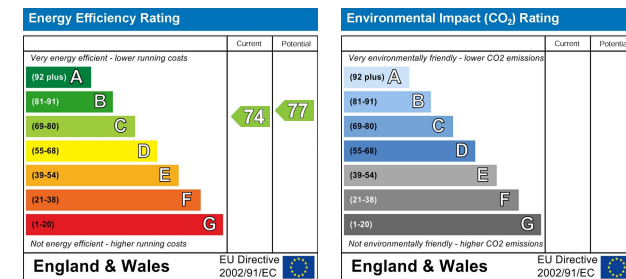 Energy Efficiency Rating
Current Potential
Very energy efficient - lower running costs
(92 plus) A
(81-91) B
(69-80) C
(55-68) D
(39-54) E
(21-38) F
(1-20) G
74 77
Not energy efficient - higher running costs
England & Wales
EU Directive
2002/91/EC
Environmental Impact (CO2) Rating
Current Potential
Very environmentally friendly - lower CO2 emissions
(92 plus) A
(81-91) B
(69-80) C
(55-68) D
(39-54) E
(21-38) F
(1-20) G
Not environmentally friendly - higher CO2 emissions
England & Wales
EU Directive
2002/91/EC